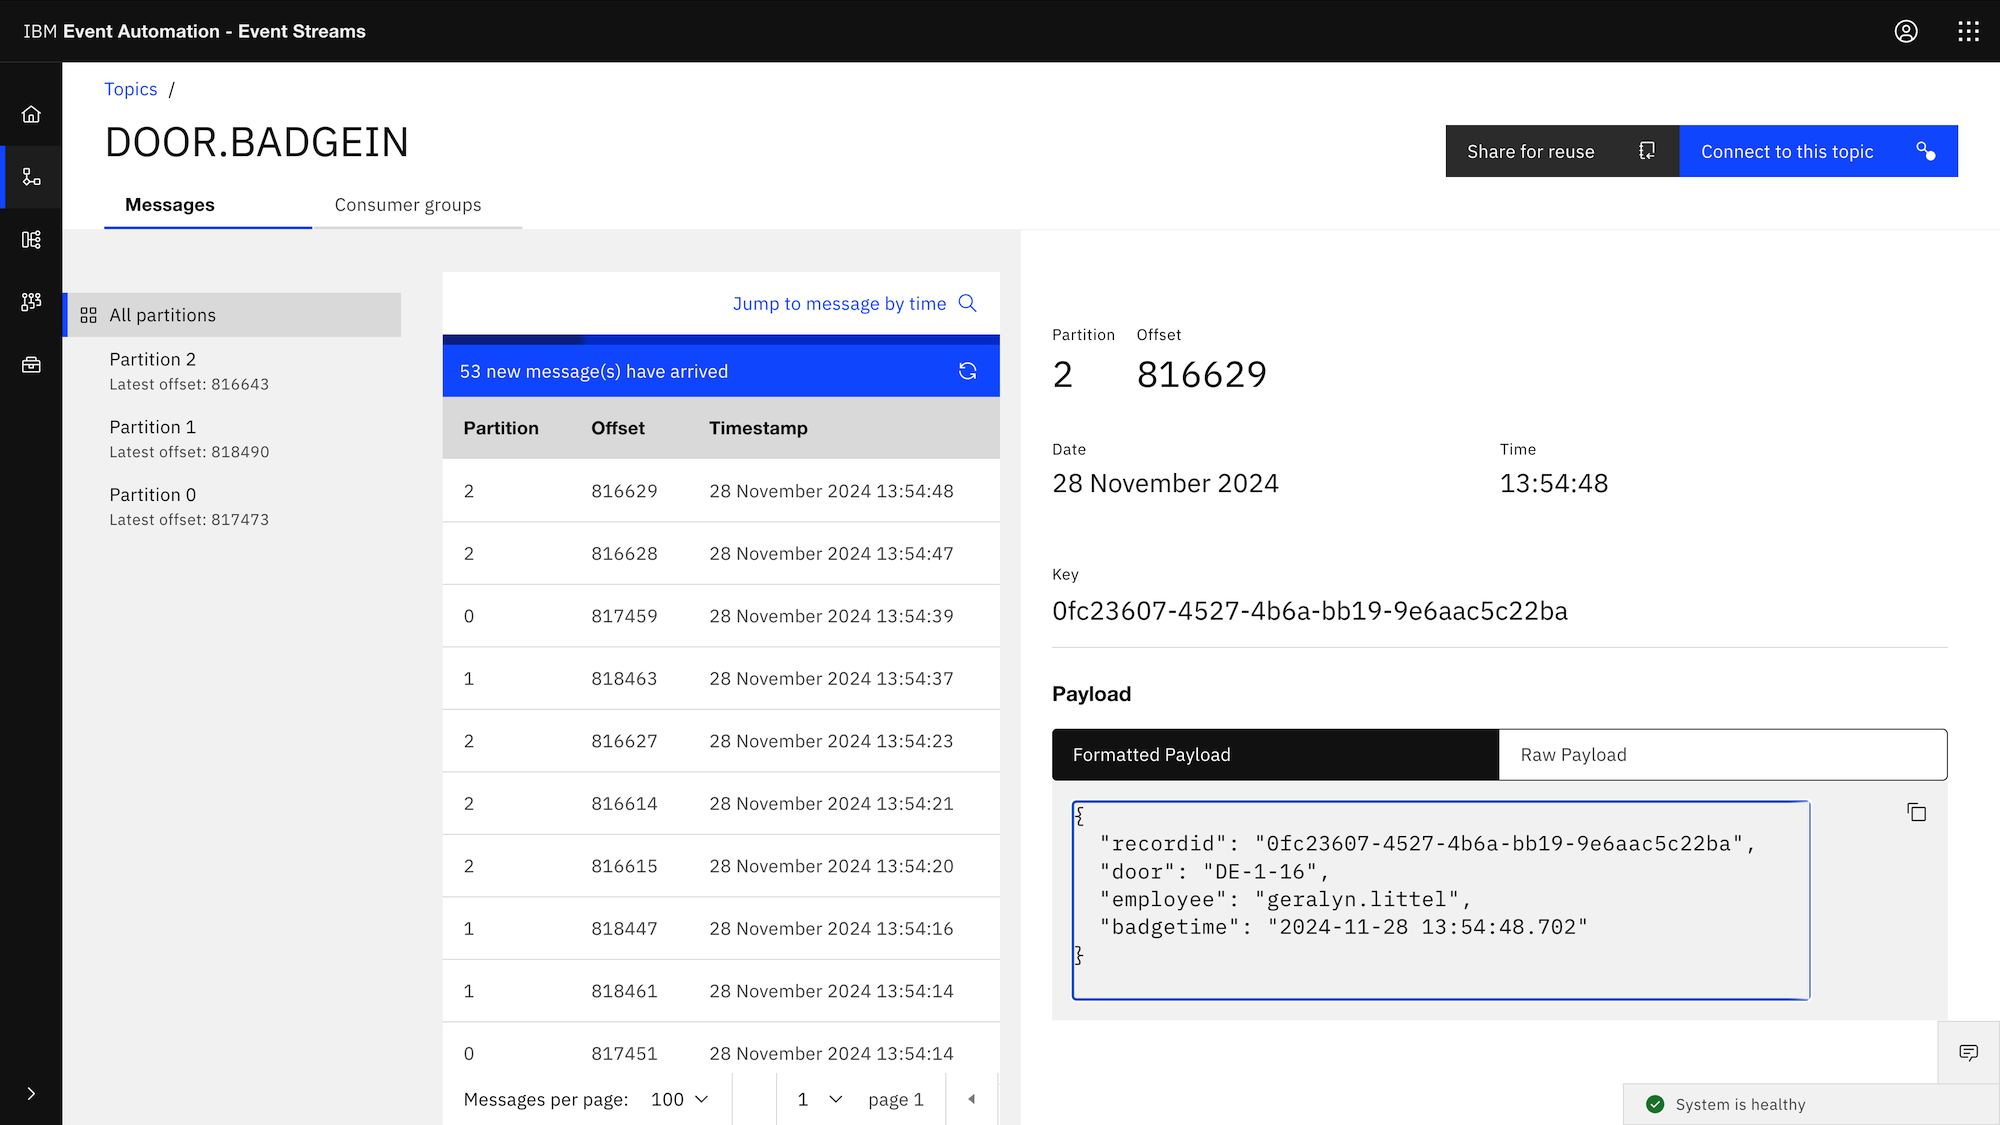 IBM Event Automation - Event Streams
Topics /
DOOR.BADGEIN
Share for reuse
Connect to this topic
Messages
Consumer groups
All partitions
Partition 2
Latest offset: 816643
Partition 1
Latest offset: 818490
Partition 0
Latest offset: 817473
Jump to message by time
53 new message(s) have arrived
Partition Offset Timestamp
2 816629 28 November 2024 13:54:48
2 816628 28 November 2024 13:54:47
0 817459 28 November 2024 13:54:39
1 818463 28 November 2024 13:54:37
2 816627 28 November 2024 13:54:23
2 816614 28 November 2024 13:54:21
2 816615 28 November 2024 13:54:20
1 818447 28 November 2024 13:54:16
1 818461 28 November 2024 13:54:14
0 817451 28 November 2024 13:54:14
Messages per page: 100 1 page 1
Partition Offset
2 816629
Date Time
28 November 2024 13:54:48
Key
0fc23607-4527-4b6a-bb19-9e6aac5c22ba
Payload
Formatted Payload Raw Payload
{
"recordid": "0fc23607-4527-4b6a-bb19-9e6aac5c22ba",
"door": "DE-1-16",
"employee": "geralyn.littel",
"badgetime": "2024-11-28 13:54:48.702"
}
System is healthy